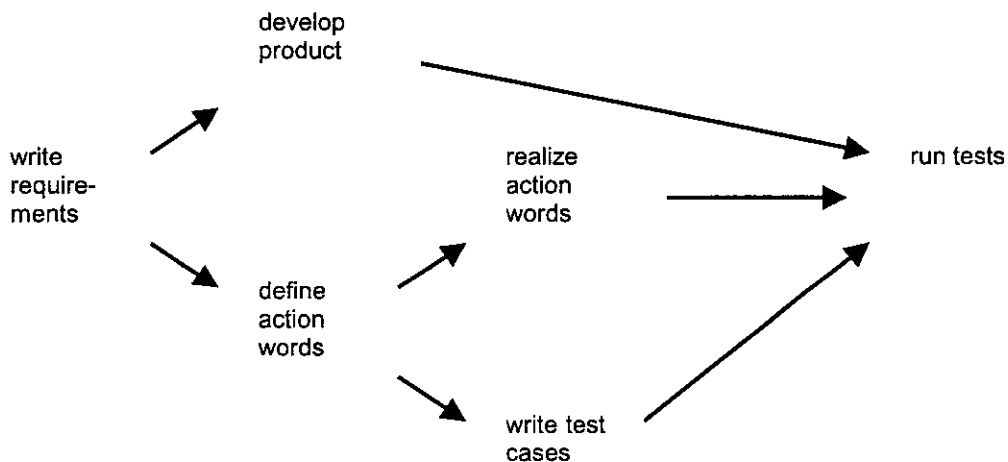 develop
product
write
require-
ments
realize
action
words
run tests
define
action
words
write test
cases